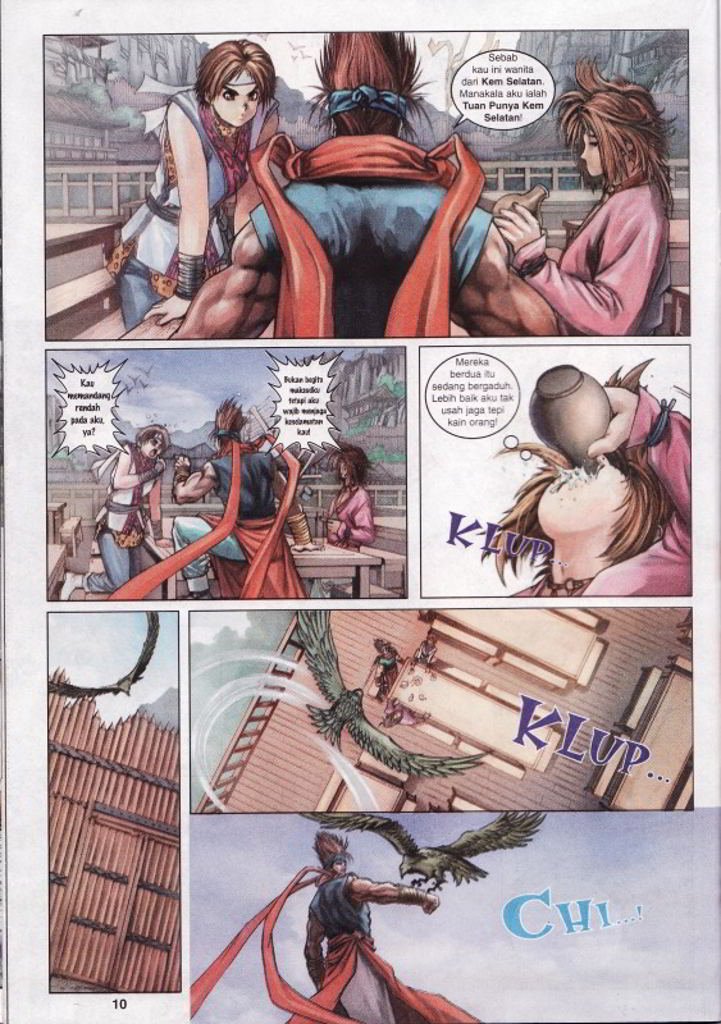 Sebab
kau ini wanita
dari Kem Selatan.
Manakala aku ialah
Tuan Punya Kem
Selatan!
Kau
memandang
rendah
pada aku,
ya?
Bukan begitu
maksudku
tetapi aku
wajib menjaga
keselamatan
kau!
Mereka
berdua itu
sedang bergaduh.
Lebih baik aku tak
usah jaga tepi
kain orang!
KLUP...
KLUP...
CHI...!
10